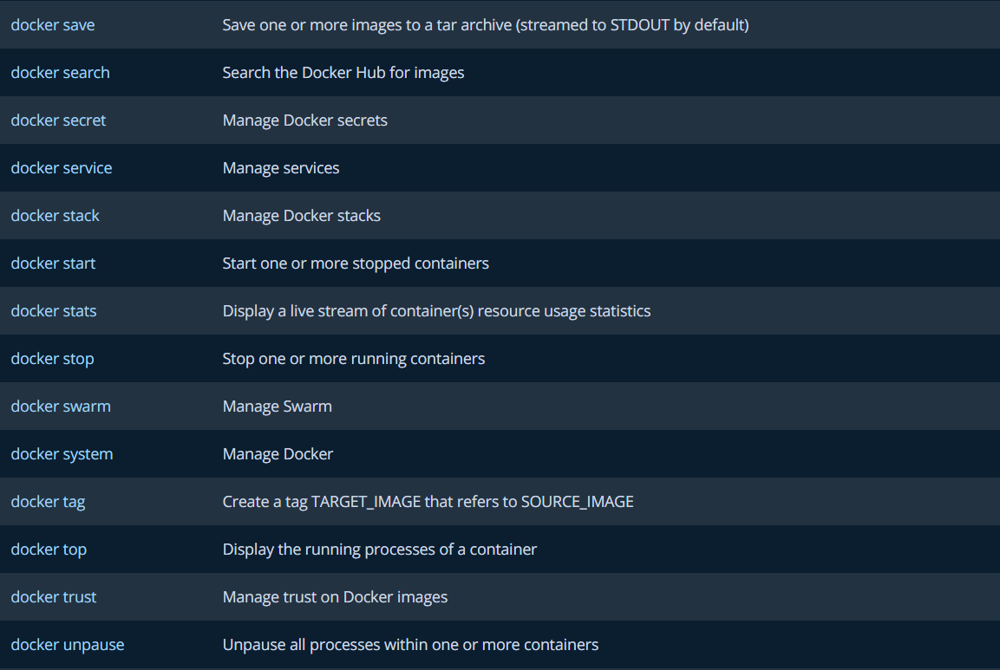 docker save Save one or more images to a tar archive (streamed to STDOUT by default)
docker search Search the Docker Hub for images
docker secret Manage Docker secrets
docker service Manage services
docker stack Manage Docker stacks
docker start Start one or more stopped containers
docker stats Display a live stream of container(s) resource usage statistics
docker stop Stop one or more running containers
docker swarm Manage Swarm
docker system Manage Docker
docker tag Create a tag TARGET_IMAGE that refers to SOURCE_IMAGE
docker top Display the running processes of a container
docker trust Manage trust on Docker images
docker unpause Unpause all processes within one or more containers